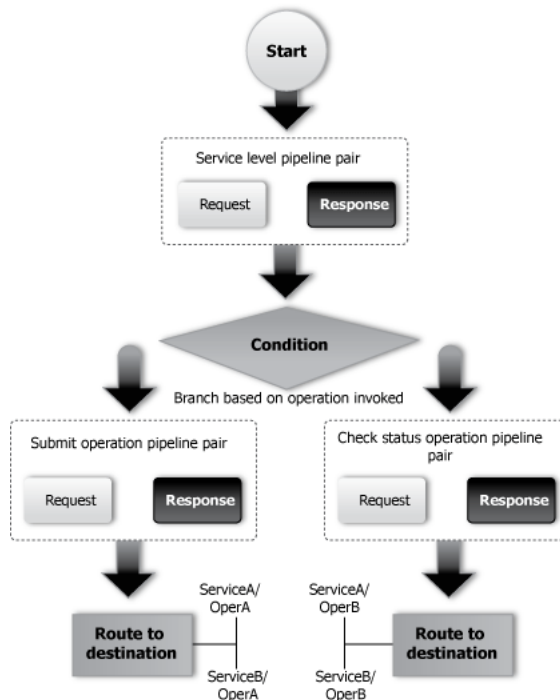 Start
Service level pipeline pair
Request
Response
Condition
Branch based on operation invoked
Submit operation pipeline pair
Request
Response
Check status operation pipeline
pair
Request
Response
Route to
destination
ServiceA/
OperA
ServiceB/
OperA
ServiceA/
OperB
ServiceB/
OperB
Route to
destination